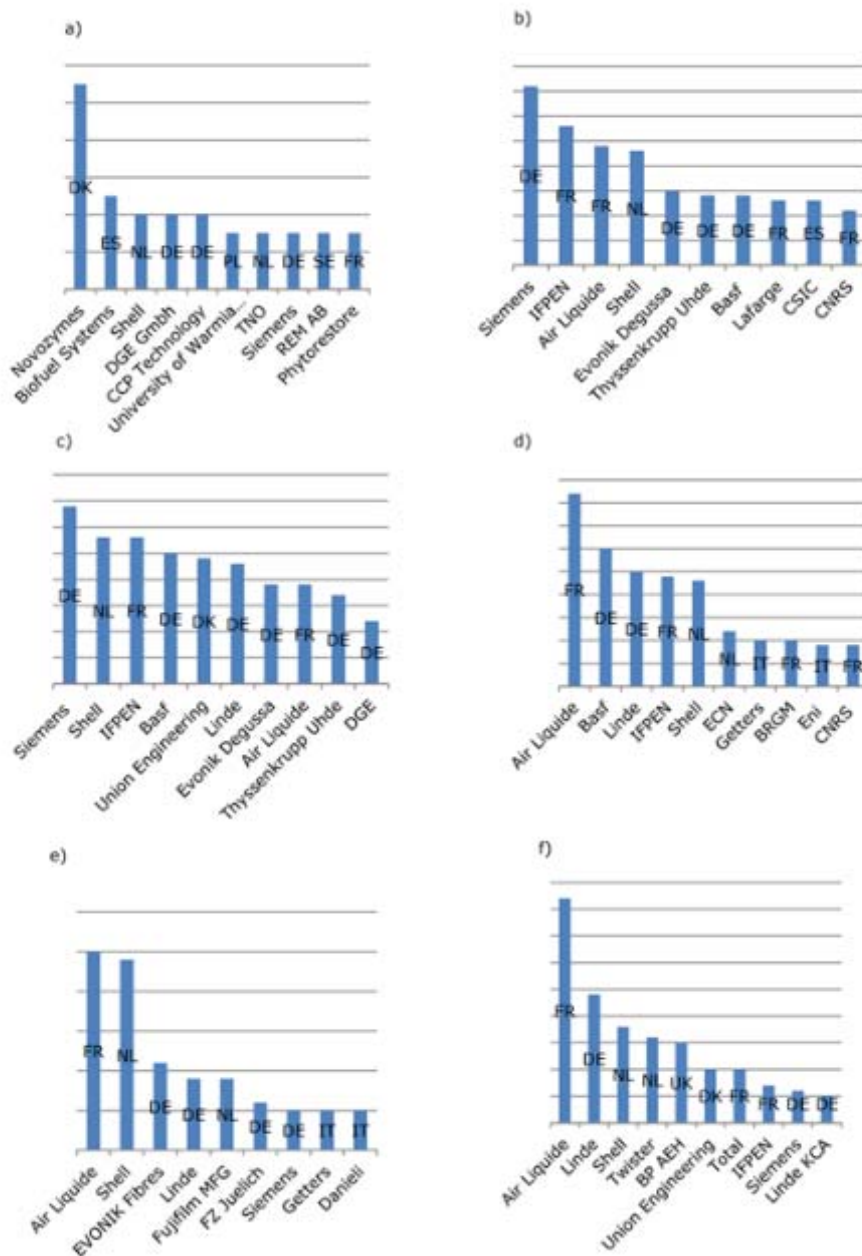 a)
DK
ES
NL
DE
DE
PL
NL
DE
SE
FR
Novozymes
Biofuel Systems
Shell
DGE Gmbh
CCP Technology
University of Warmia...
TNO
Siemens
REM AB
Phytorestore
b)
DE
FR
FR
NL
DE
DE
DE
FR
ES
FR
Siemens
IFPEN
Air Liquide
Shell
Evonik Degussa
Thyssenkrupp Uhde
Basf
Lafarge
CSIC
CNRS
c)
DE
NL
FR
DE
DK
DE
DE
FR
DE
DE
Siemens
Shell
IFPEN
Basf
Union Engineering
Linde
Evonik Degussa
Air Liquide
Thyssenkrupp Uhde
DGE
d)
FR
DE
DE
FR
NL
NL
IT
FR
IT
FR
Air Liquide
Basf
Linde
IFPEN
Shell
ECN
Getters
BRGM
Eni
CNRS
e)
FR
NL
DE
DE
NL
DE
DE
IT
IT
Air Liquide
Shell
EVONIK Fibres
Linde
Fujifilm MFG
FZ Juelich
Siemens
Getters
Danieli
f)
FR
DE
NL
NL
UK
DK
FR
FR
DE
DE
Air Liquide
Linde
Shell
Twister
BP AEH
Union Engineering
Total
IFPEN
Siemens
Linde KCA